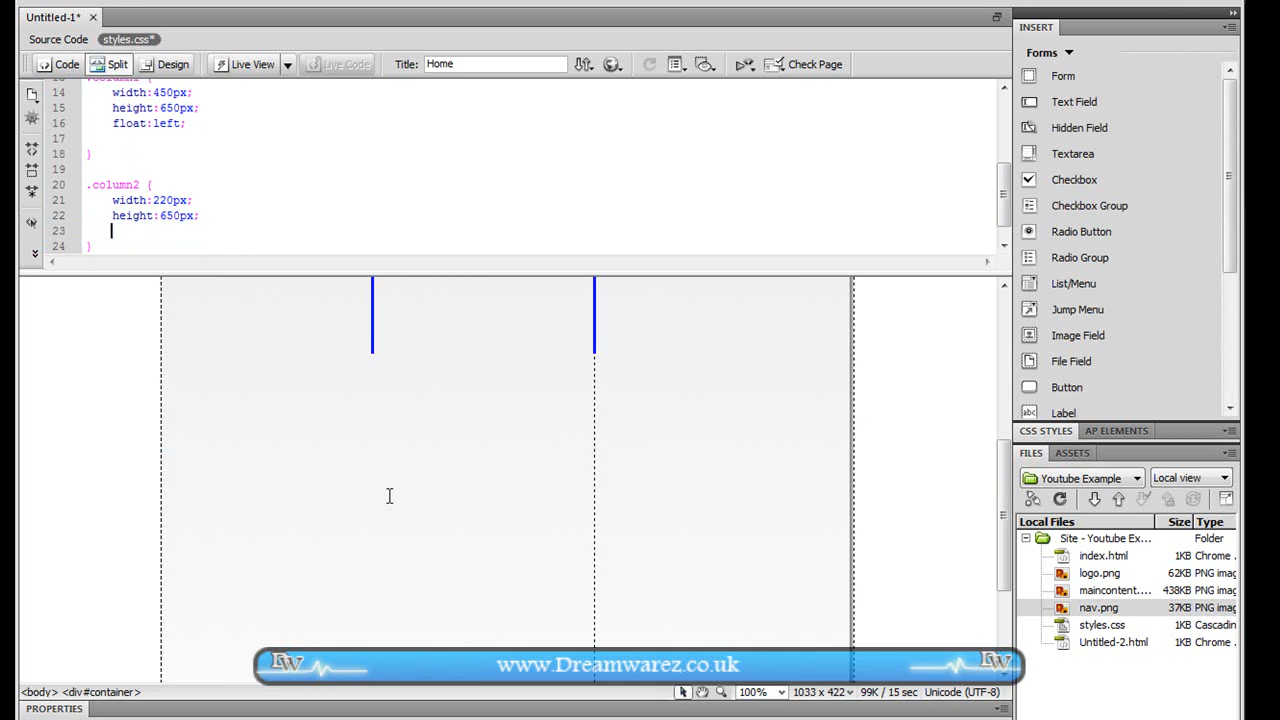 Untitled-1*
INSERT
Source Code
styles.css*
Code
Split
Design
Live View
Live Code
Title:
Home
Check Page
Forms
Form
Text Field
Hidden Field
Textarea
Checkbox
Checkbox Group
Radio Button
Radio Group
List/Menu
Jump Menu
Image Field
File Field
Button
Label
14 width:450px;
15 height:650px;
16 float:left;
17
18 }
19
20 .column2 {
21 width:220px;
22 height:650px;
23
24 }
CSS STYLES
AP ELEMENTS
FILES
ASSETS
Youtube Example
Local view
Local Files
Size
Type
Site - Youtube Ex...
Folder
index.html 1KB Chrome .
logo.png 62KB PNG imag
maincontent.... 438KB PNG imag
nav.png 37KB PNG imag
styles.css 1KB Cascadin
Untitled-2.html 1KB Chrome .
DW
www.Dreamwarez.co.uk
DW
<body> <div#container>
100%
1033 x 422
99K / 15 sec
Unicode (UTF-8)
PROPERTIES